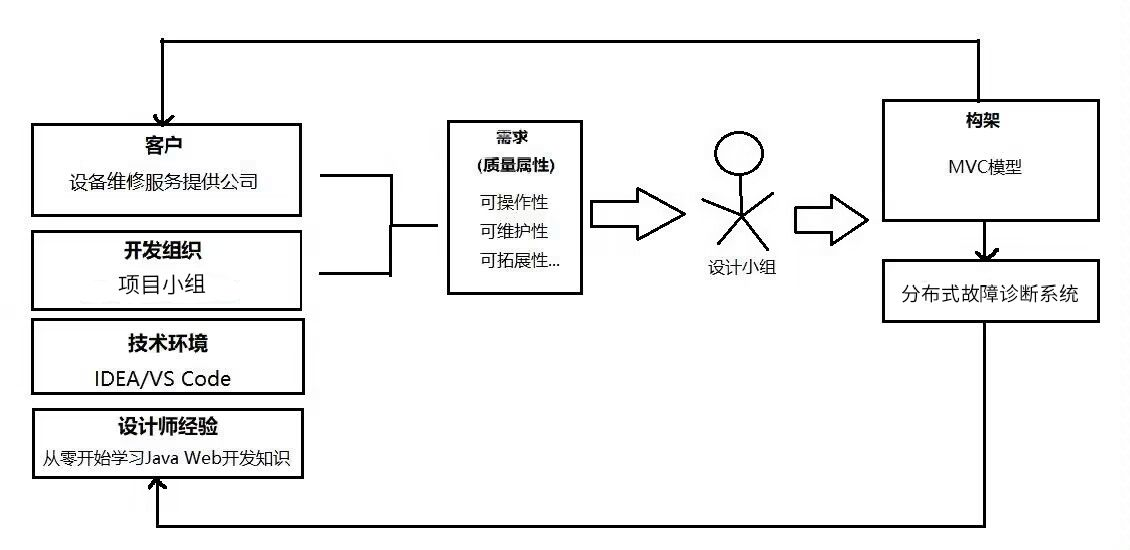 客户
设备维修服务提供公司
开发组织
项目小组
技术环境
IDEA/VS Code
设计师经验
从零开始学习Java Web开发知识
需求
(质量属性)
可操作性
可维护性
可拓展性...
设计小组
构架
MVC模型
分布式故障诊断系统